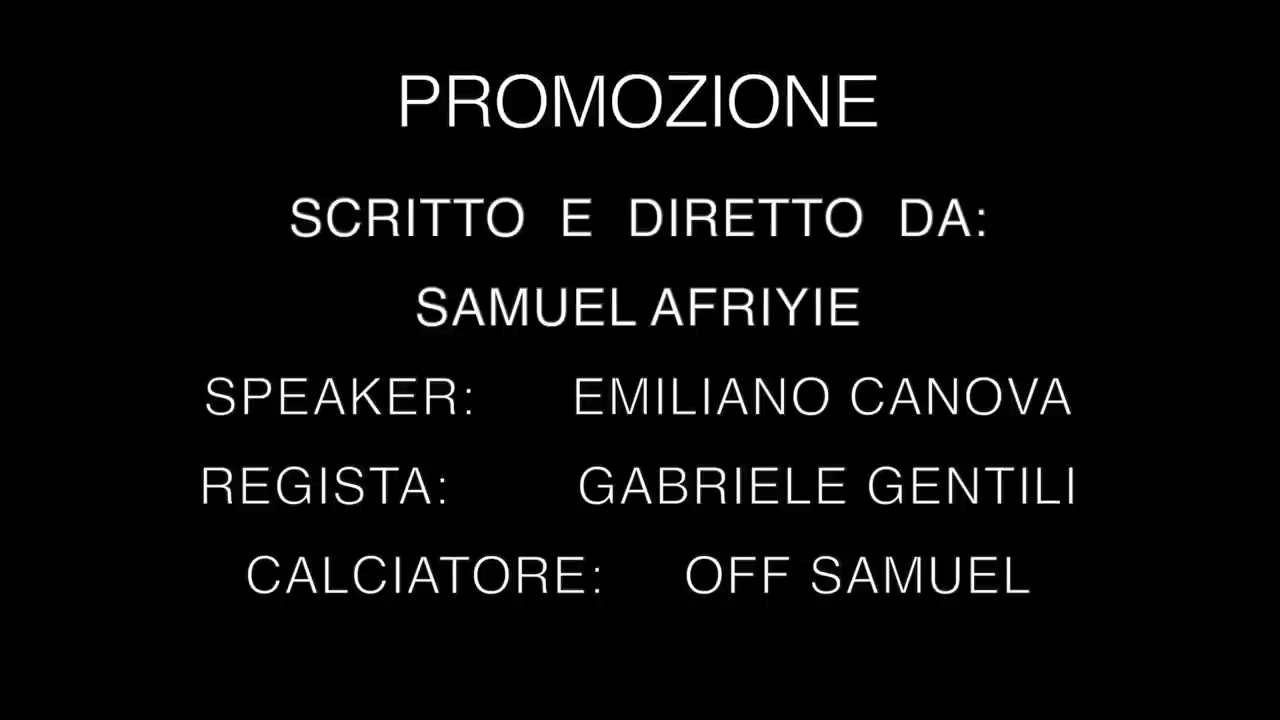 PROMOZIONE
SCRITTO E DIRETTO DA:
SAMUEL AFRIYIE
SPEAKER: EMILIANO CANOVA
REGISTA: GABRIELE GENTILI
CALCIATORE: OFF SAMUEL